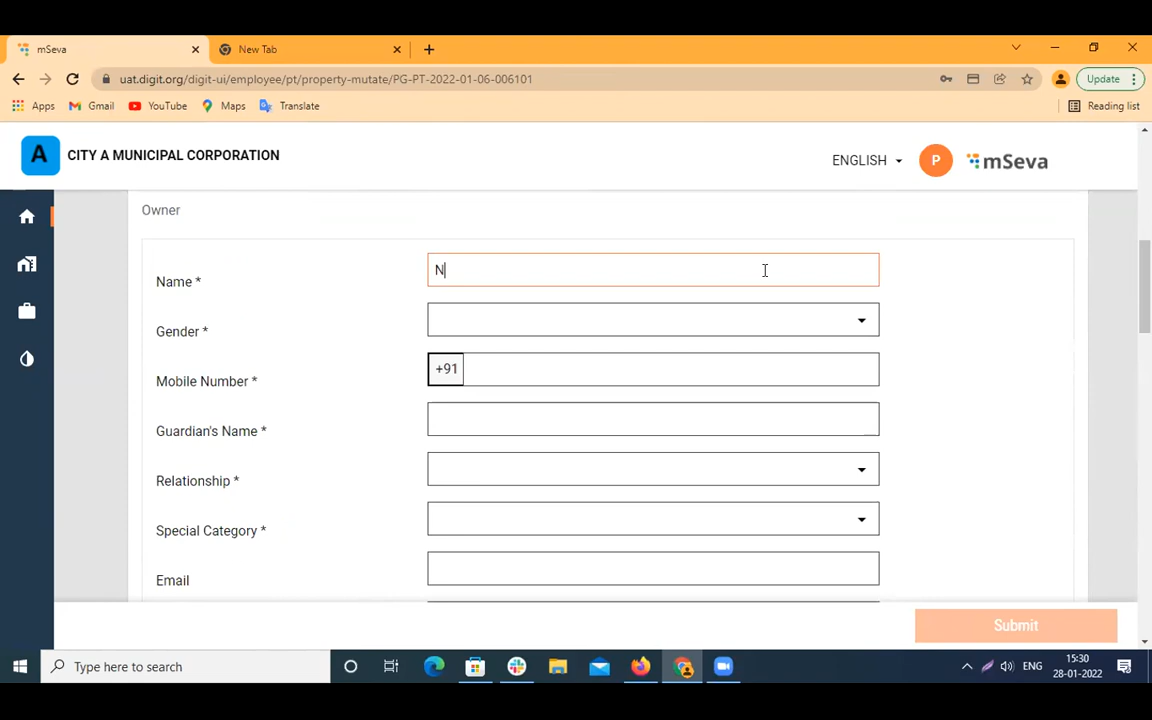 mSeva
New Tab
uat.digit.org/digit-ui/employee/pt/property-mutate/PG-PT-2022-01-06-006101
Update
Apps
Gmail
YouTube
Maps
Translate
Reading list
A
CITY A MUNICIPAL CORPORATION
ENGLISH
P
mSeva
Owner
Name *
N
Gender *
Mobile Number *
+91
Guardian's Name *
Relationship *
Special Category *
Email
Submit
Type here to search
ENG
15:30
28-01-2022